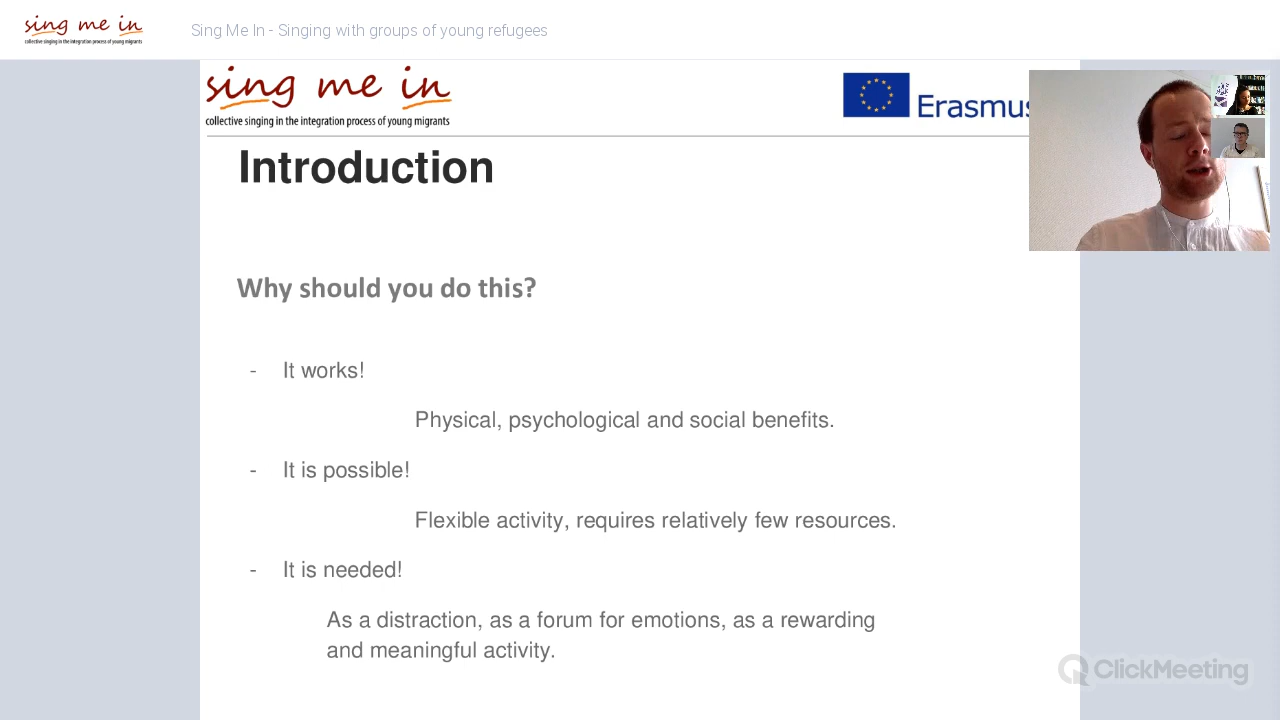 sing me in
collective singing in the integration process of young migrants
Sing Me In - Singing with groups of young refugees
sing me in
collective singing in the integration process of young migrants
Erasmus
Introduction
Why should you do this?
- It works!
Physical, psychological and social benefits.
- It is possible!
Flexible activity, requires relatively few resources.
- It is needed!
As a distraction, as a forum for emotions, as a rewarding
and meaningful activity.
ClickMeeting